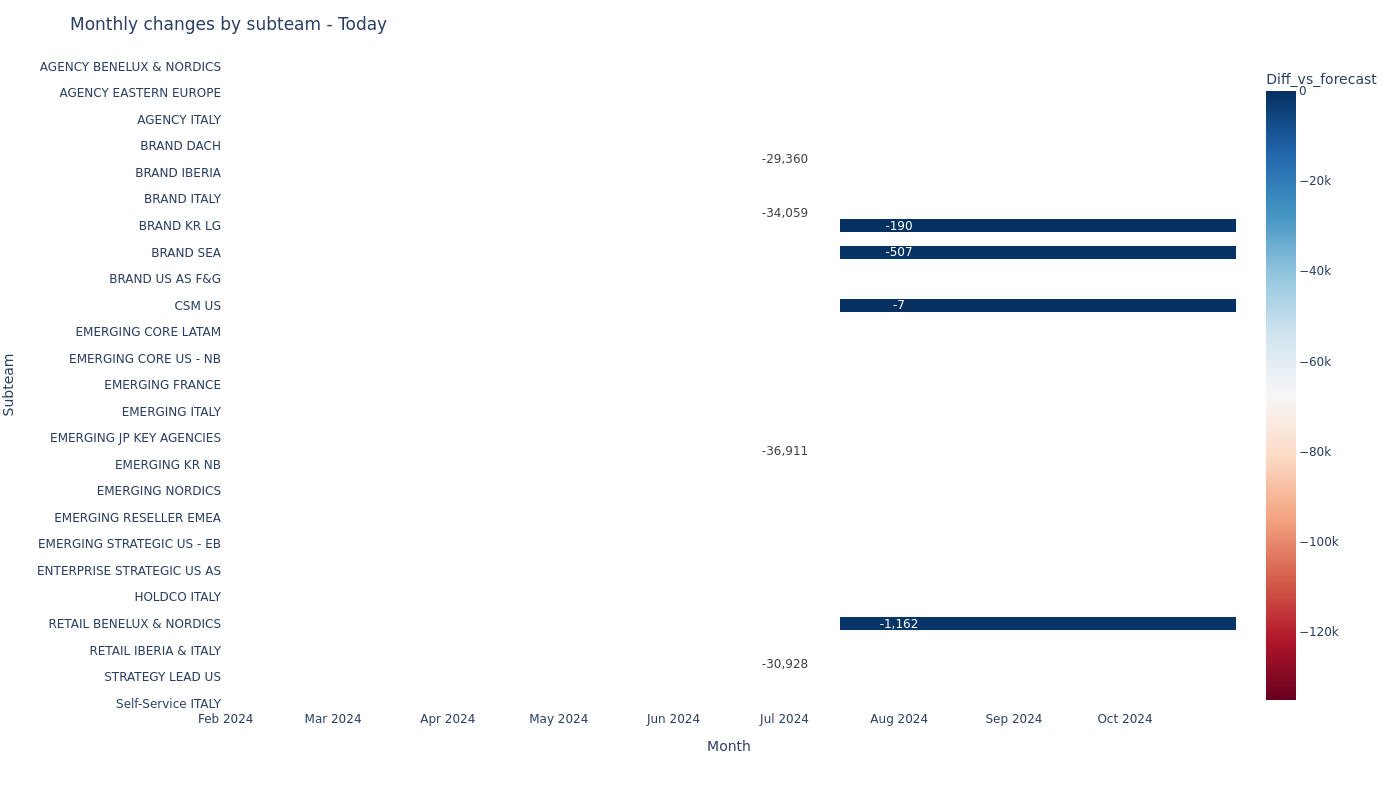 Monthly changes by subteam - Today
AGENCY BENELUX & NORDICS
AGENCY EASTERN EUROPE
AGENCY ITALY
BRAND DACH
-29,360
BRAND IBERIA
BRAND ITALY
-34,059
BRAND KR LG
-190
BRAND SEA
-507
BRAND US AS F&G
CSM US
-7
EMERGING CORE LATAM
EMERGING CORE US - NB
EMERGING FRANCE
EMERGING ITALY
EMERGING JP KEY AGENCIES
-36,911
EMERGING KR NB
EMERGING NORDICS
EMERGING RESELLER EMEA
EMERGING STRATEGIC US - EB
ENTERPRISE STRATEGIC US AS
HOLDCO ITALY
RETAIL BENELUX & NORDICS
-1,162
RETAIL IBERIA & ITALY
-30,928
STRATEGY LEAD US
Self-Service ITALY
Subteam
Feb 2024
Mar 2024
Apr 2024
May 2024
Jun 2024
Jul 2024
Aug 2024
Sep 2024
Oct 2024
Month
Diff_vs_forecast
0
−20k
−40k
−60k
−80k
−100k
−120k